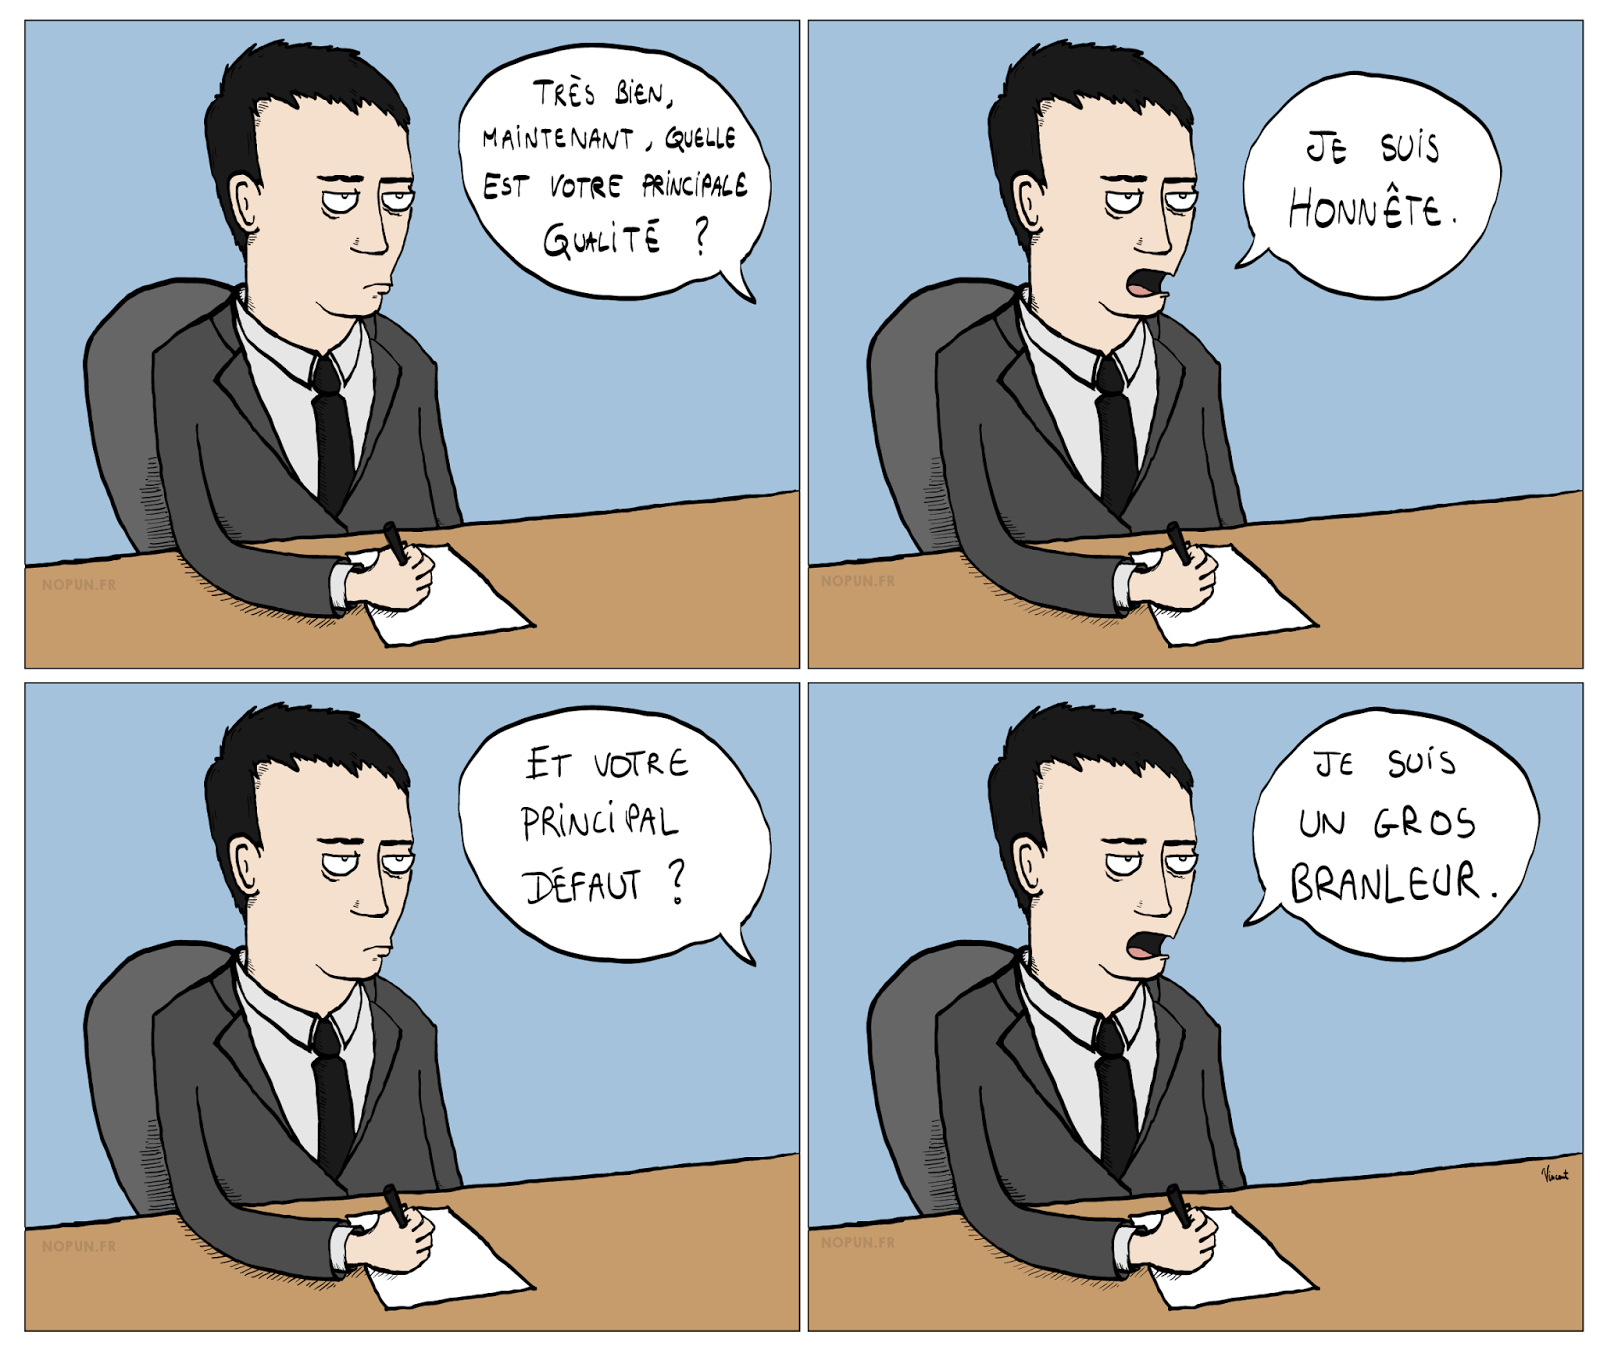 TRÈS BIEN,
MAINTENANT, QUELLE
EST VOTRE PRINCIPALE
QUALITÉ ?
JE SUIS
HONNÊTE.
NOPUN.FR
NOPUN.FR
ET VOTRE
PRINCIPAL
DÉFAUT ?
JE SUIS
UN GROS
BRANLEUR.
Vincent
NOPUN.FR
NOPUN.FR